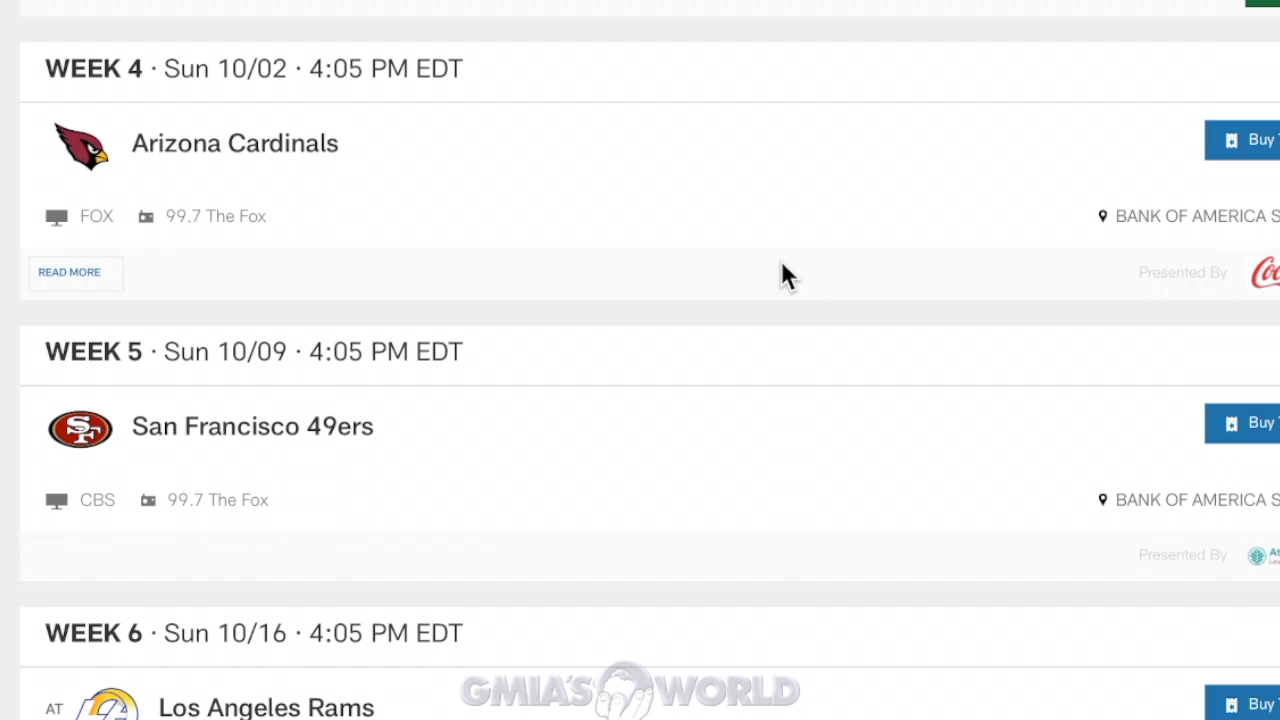 WEEK 4 · Sun 10/02 · 4:05 PM EDT
Arizona Cardinals
Buy
FOX 99.7 The Fox
BANK OF AMERICA S
READ MORE
Presented By
WEEK 5 · Sun 10/09 · 4:05 PM EDT
SF
San Francisco 49ers
Buy
CBS 99.7 The Fox
BANK OF AMERICA S
Presented By
WEEK 6 · Sun 10/16 · 4:05 PM EDT
AT
Los Angeles Rams
Buy
GMIA'S WORLD